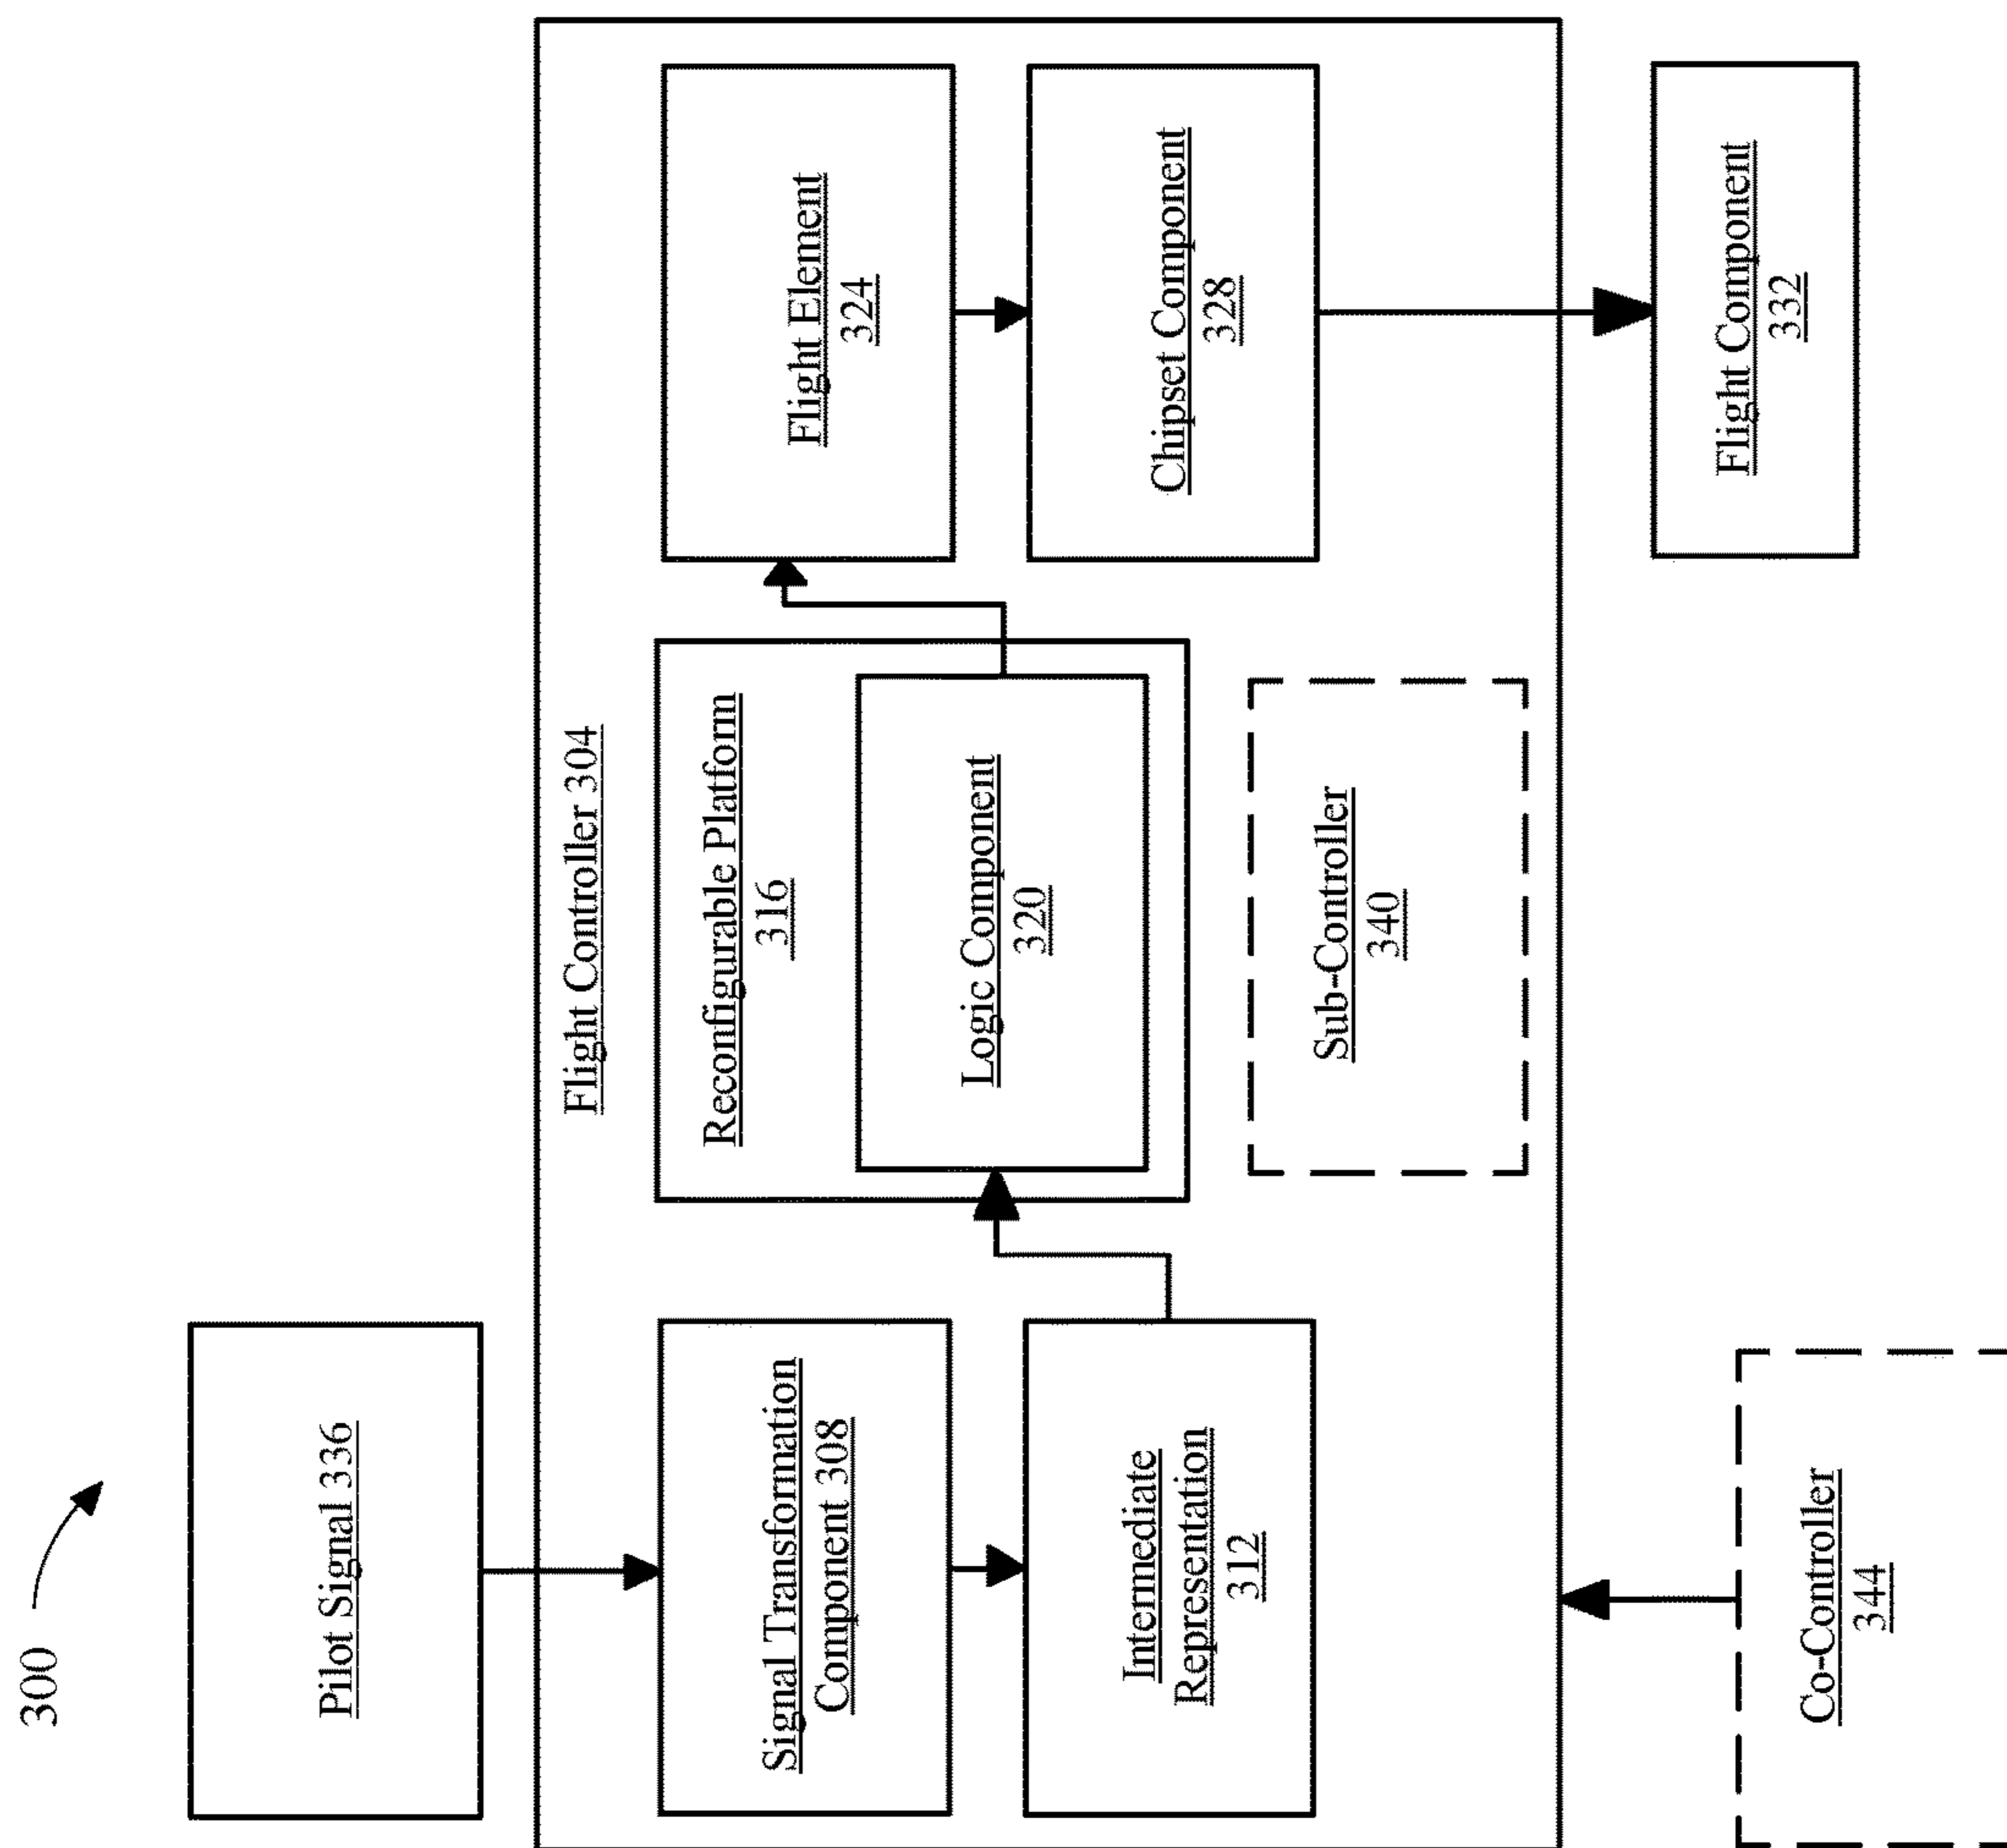 300
Pilot Signal 336
Flight Controller 304
Signal Transformation
Component 308
Intermediate
Representation
312
Reconfigurable Platform
316
Logic Component
320
Sub-Controller
340
Flight Element
324
Chipset Component
328
Co-Controller
344
Flight Component
332